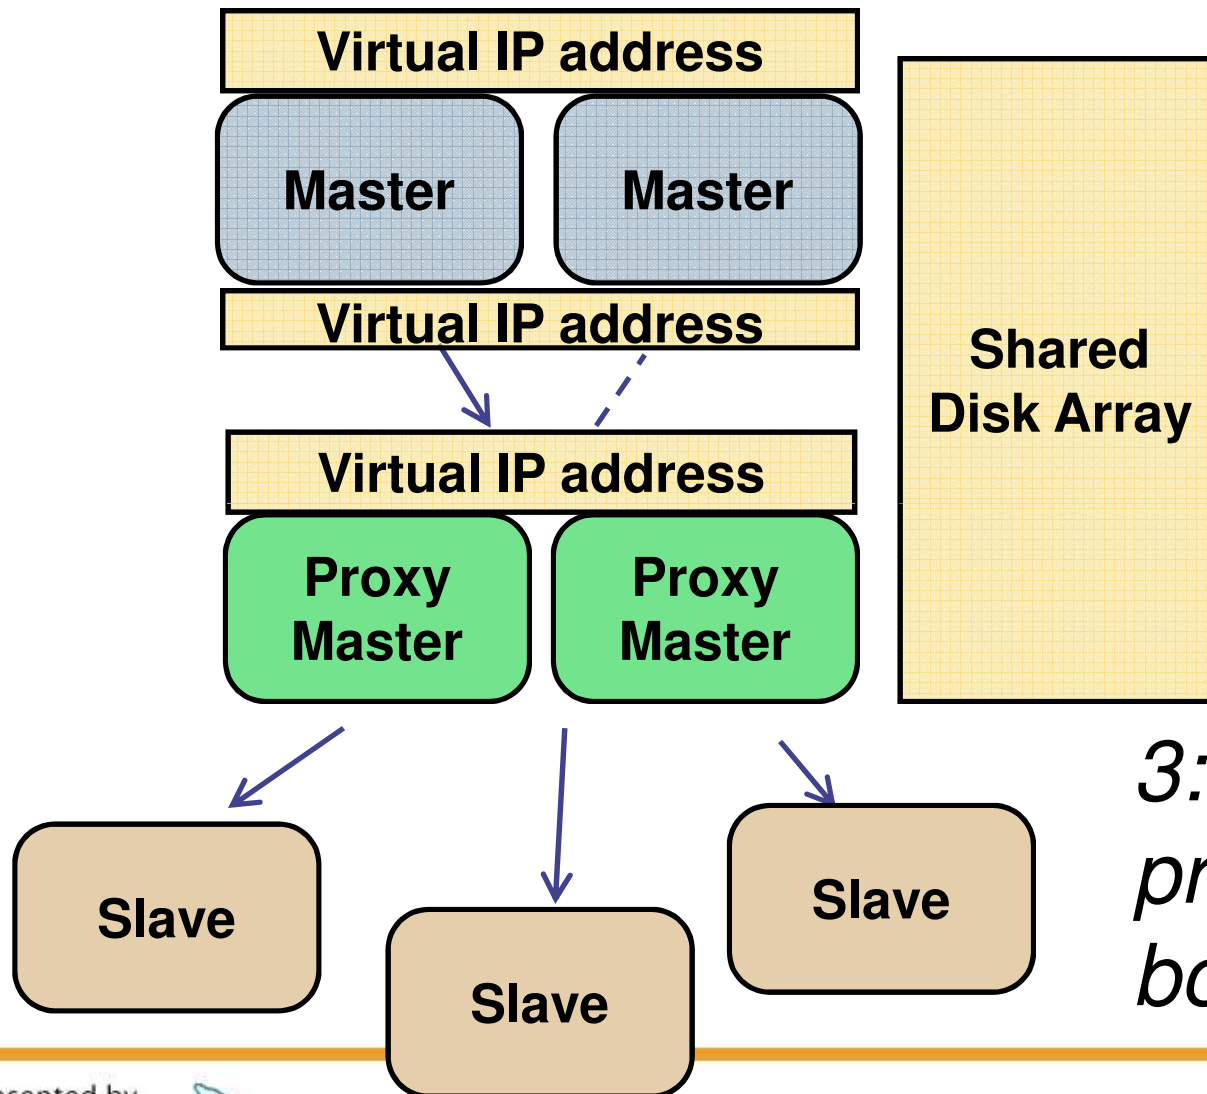 Virtual IP address
Master
Master
Virtual IP address
Shared
Disk Array
Virtual IP address
Proxy
Master
Proxy
Master
Slave
Slave
Slave
3: